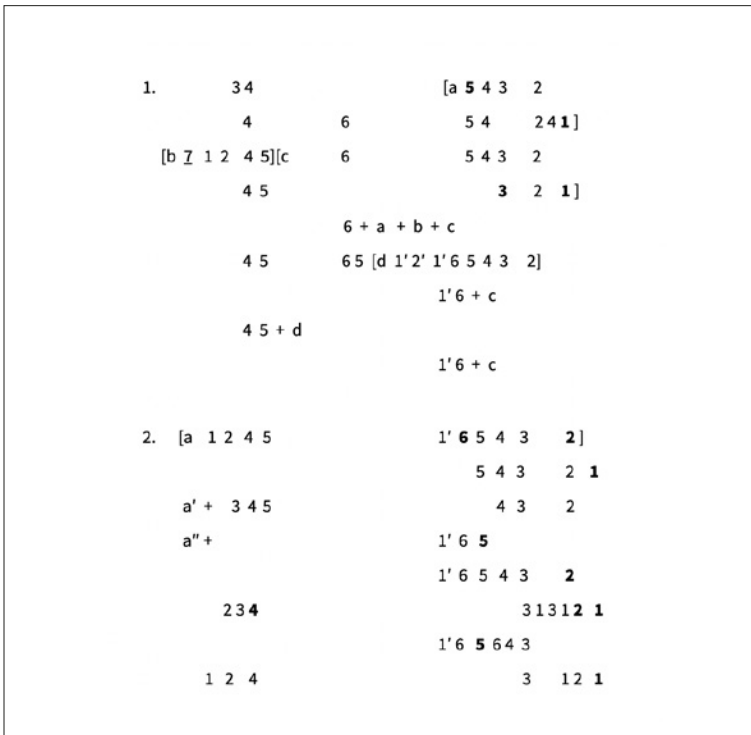 1. 3 4 [a 5 4 3 2
4 6 5 4 2 4 1]
[b 7 1 2 4 5][c 6 5 4 3 2
4 5 3 2 1]
6 + a + b + c
4 5 6 5 [d 1' 2' 1' 6 5 4 3 2]
1' 6 + c
4 5 + d
1' 6 + c
2. [a 1 2 4 5 1' 6 5 4 3 2]
5 4 3 2 1
a' + 3 4 5 4 3 2
a" + 1' 6 5
1' 6 5 4 3 2
2 3 4 3 1 3 1 2 1
1' 6 5 6 4 3
1 2 4 3 1 2 1